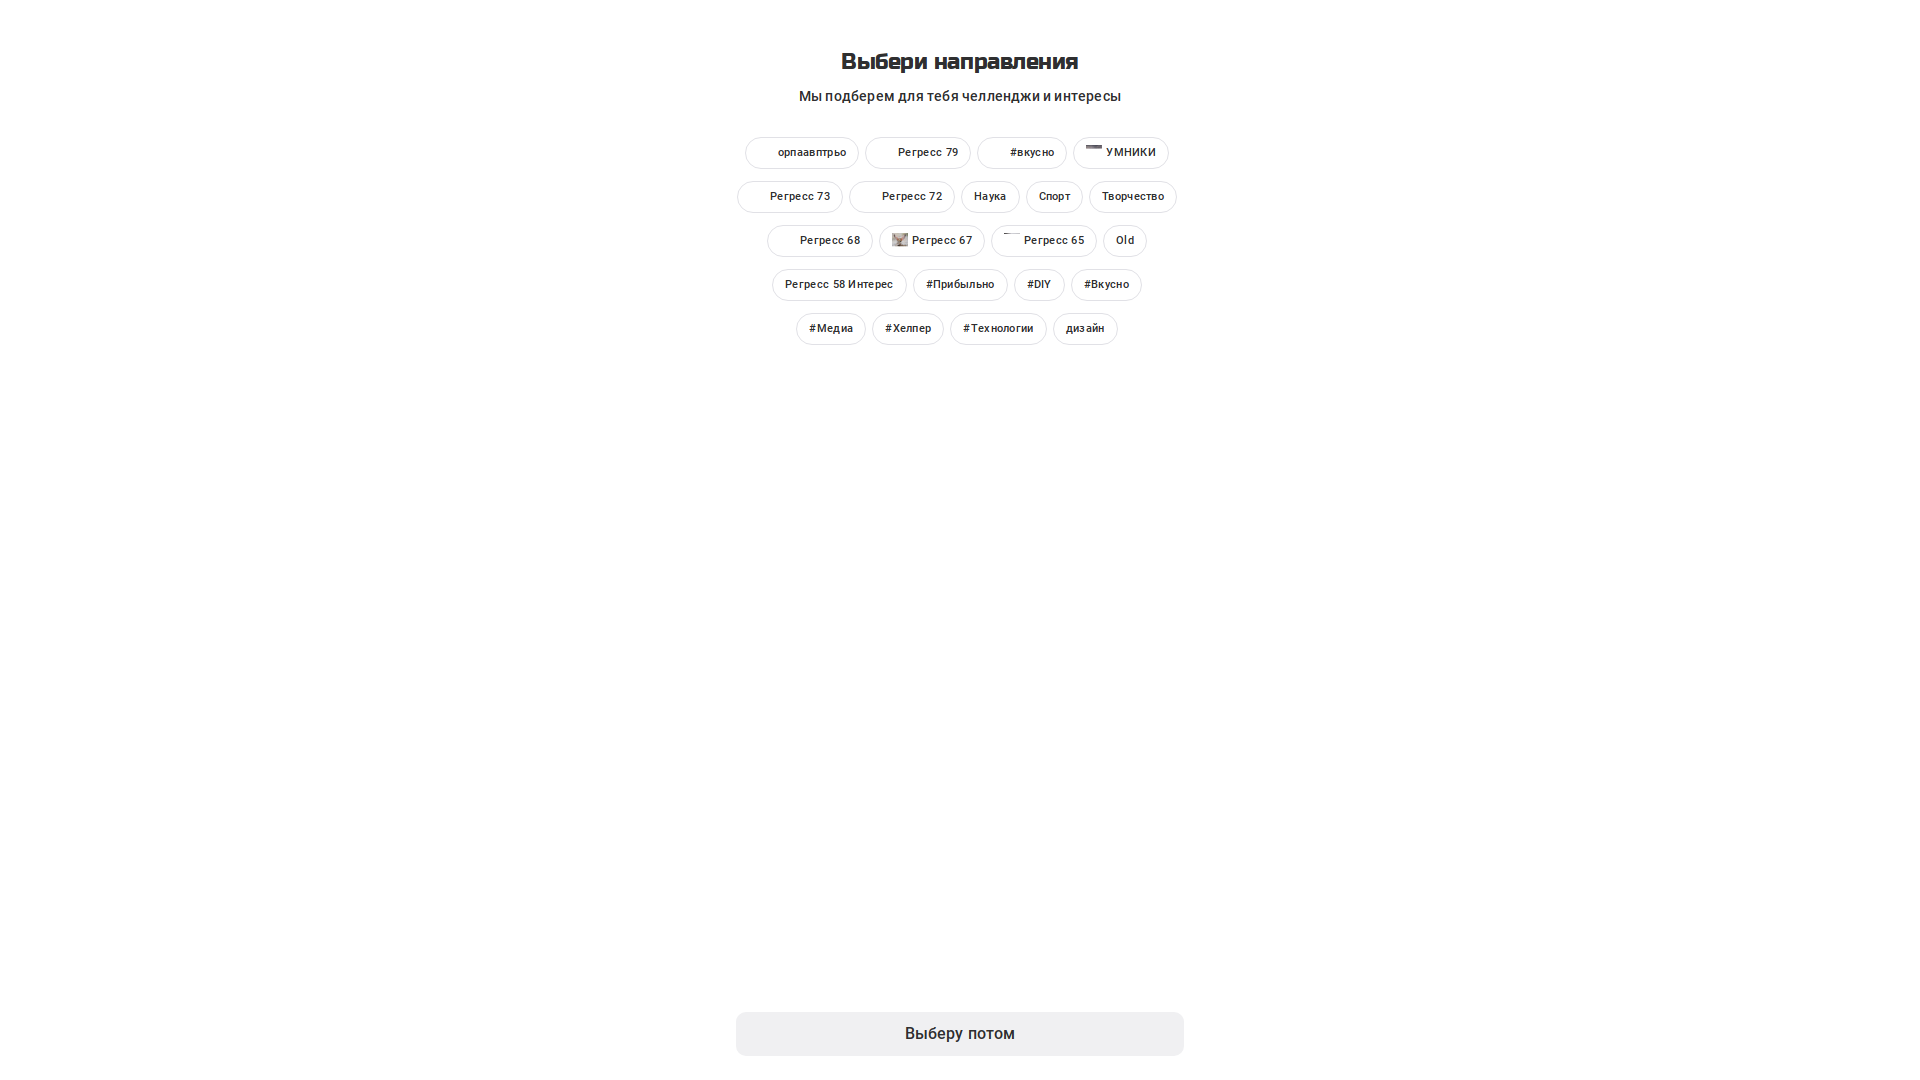 Выбери направления
Мы подберем для тебя челленджи и интересы
орпаавптрьо Регресс 79 #вкусно УМНИКИ
Регресс 73 Регресс 72 Наука Спорт Творчество
Регресс 68 Регресс 67 Регресс 65 Old
Регресс 58 Интерес #Прибыльно #DIY #Вкусно
#Медиа #Хелпер #Технологии дизайн
Выберу потом